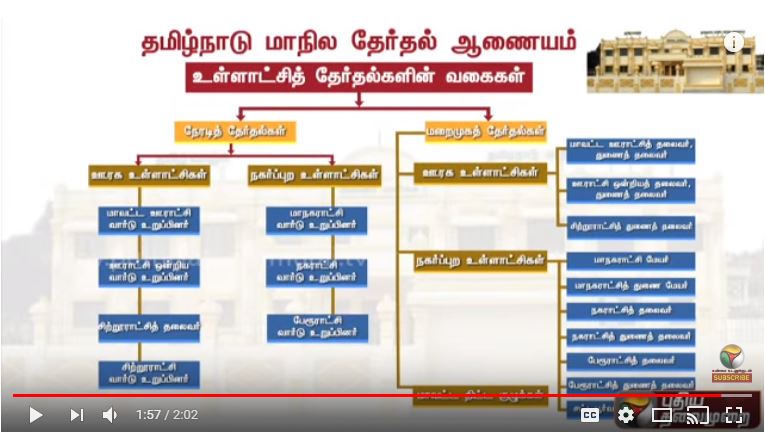 தமிழ்நாடு மாநில தேர்தல் ஆணையம்
உள்ளாட்சித் தேர்தல்களின் வகைகள்
நேரடித் தேர்தல்கள்
ஊரக உள்ளாட்சிகள்
மாவட்ட ஊராட்சி
வார்டு உறுப்பினர்
ஊராட்சி ஒன்றிய
வார்டு உறுப்பினர்
சிற்றூராட்சித் தலைவர்
சிற்றூராட்சி
வார்டு உறுப்பினர்
நகர்ப்புற உள்ளாட்சிகள்
மாநகராட்சி
வார்டு உறுப்பினர்
நகராட்சி
வார்டு உறுப்பினர்
பேரூராட்சி
வார்டு உறுப்பினர்
மறைமுகத் தேர்தல்கள்
ஊரக உள்ளாட்சிகள்
மாவட்ட ஊராட்சித் தலைவர்,
துணைத் தலைவர்
ஊராட்சி ஒன்றியத் தலைவர்,
துணைத் தலைவர்
சிற்றூராட்சித் துணைத் தலைவர்
நகர்ப்புற உள்ளாட்சிகள்
மாநகராட்சி மேயர்
மாநகராட்சி துணை மேயர்
நகராட்சித் தலைவர்
நகராட்சித் துணைத் தலைவர்
பேரூராட்சித் தலைவர்
பேரூராட்சித் துணைத் தலைவர்
மாவட்ட திட்ட குழுக்கள்
SUBSCRIBE
புதிய
தலைமுறை
1:57 / 2:02
CC